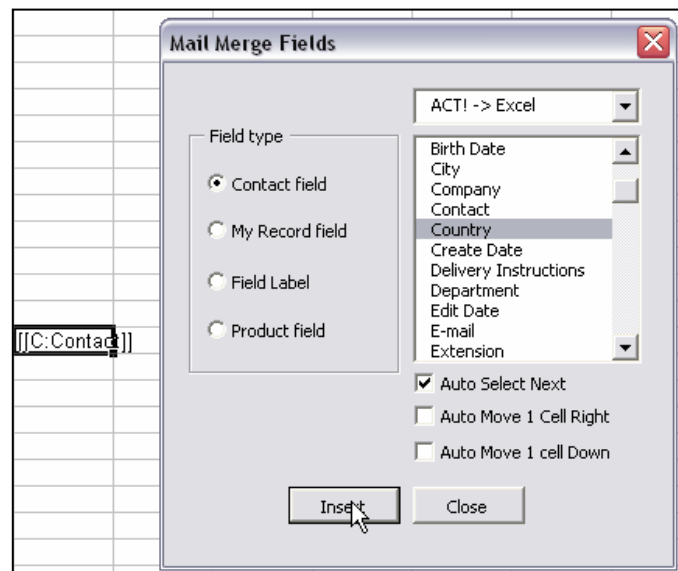 Mail Merge Fields
ACT! -> Excel
Field type
Contact field
My Record field
Field Label
Product field
Birth Date
City
Company
Contact
Country
Create Date
Delivery Instructions
Department
Edit Date
E-mail
Extension
[[C:Contact]]
Auto Select Next
Auto Move 1 Cell Right
Auto Move 1 cell Down
Insert
Close